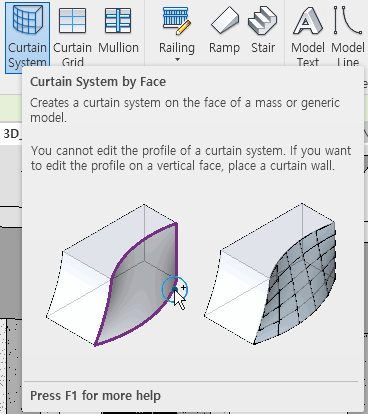 Curtain Curtain Mullion Railing Ramp Stair Model Model
System Grid Text Line
Curtain System by Face
Creates a curtain system on the face of a mass or generic
model.
3D_
You cannot edit the profile of a curtain system. If you want
to edit the profile on a vertical face, place a curtain wall.
Press F1 for more help